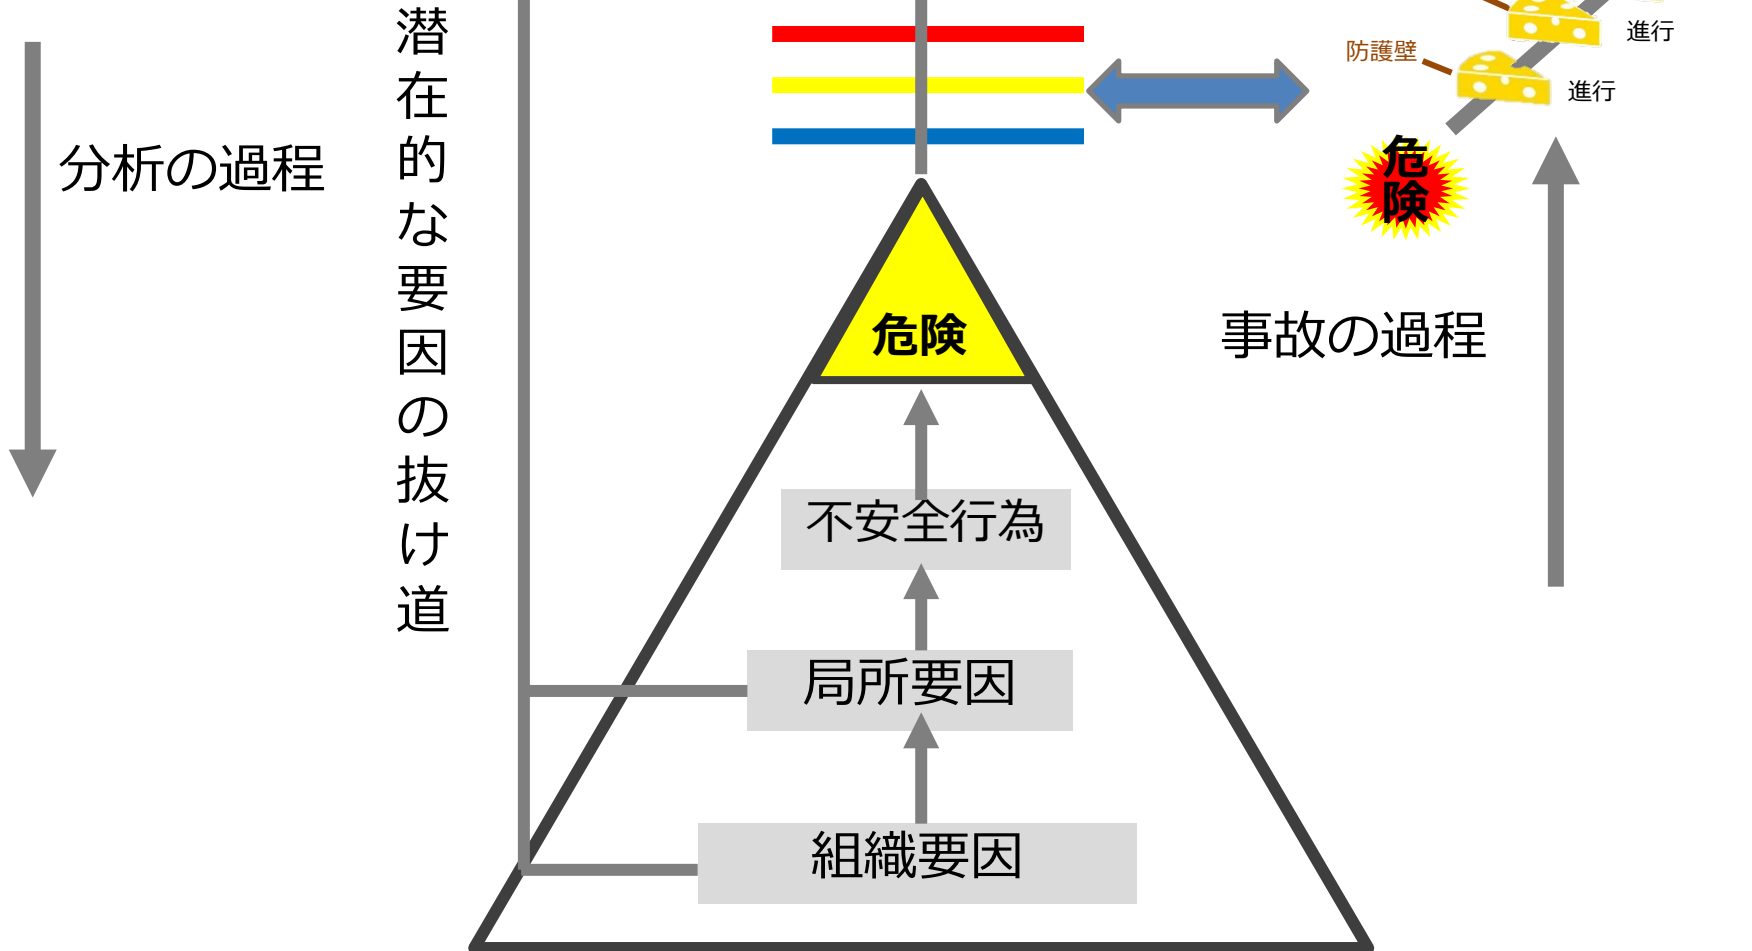 潜在的な要因の抜け道
進行
防護壁
進行
分析の過程
危険
危険
事故の過程
不安全行為
局所要因
組織要因